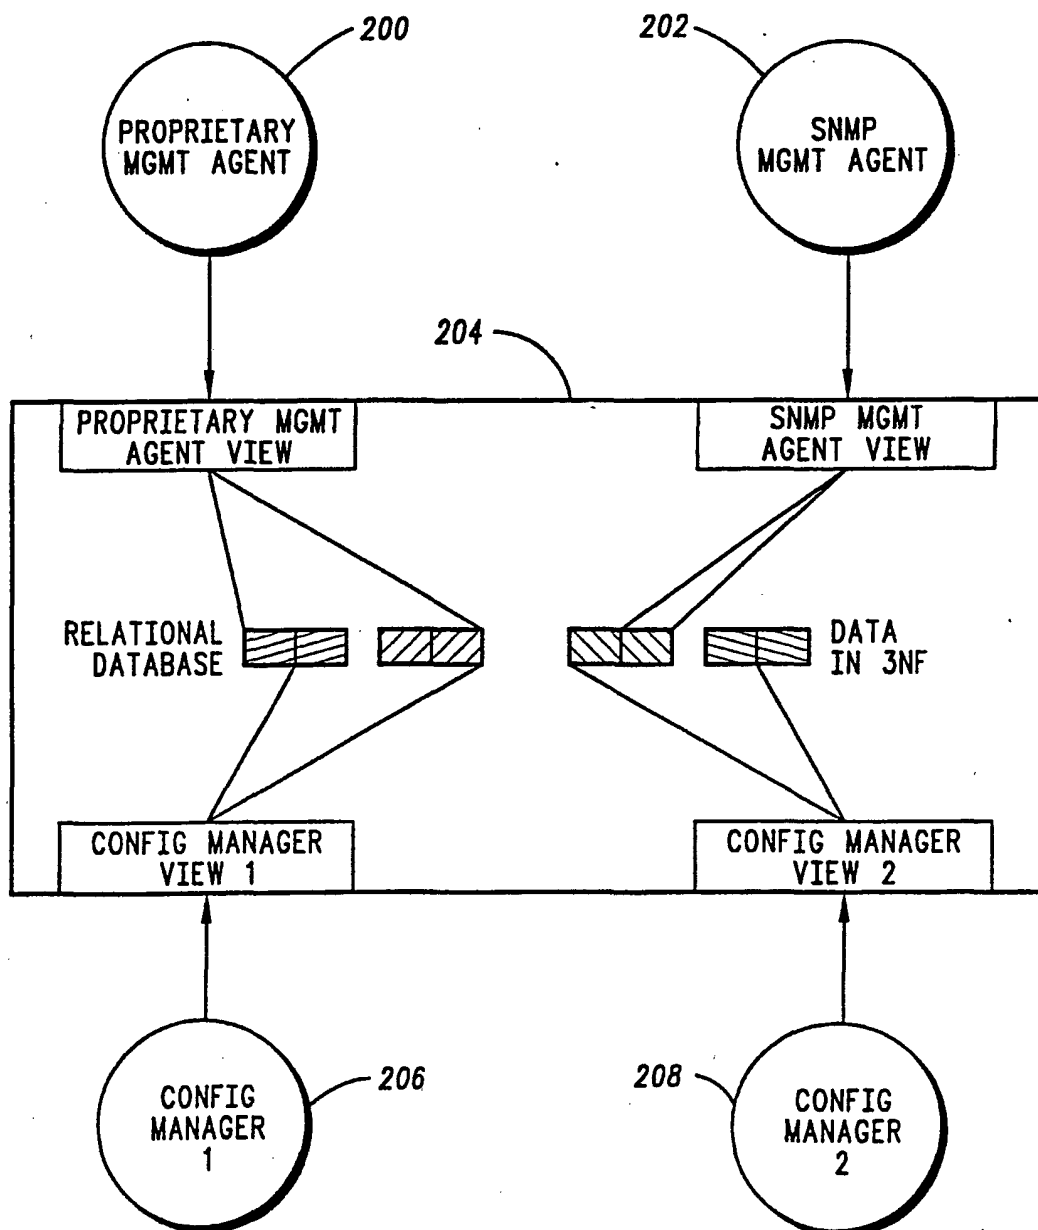 200
202
PROPRIETARY
MGMT AGENT
SNMP
MGMT AGENT
204
PROPRIETARY MGMT
AGENT VIEW
SNMP MGMT
AGENT VIEW
RELATIONAL
DATABASE
DATA
IN 3NF
CONFIG MANAGER
VIEW 1
CONFIG MANAGER
VIEW 2
206
208
CONFIG
MANAGER
1
CONFIG
MANAGER
2